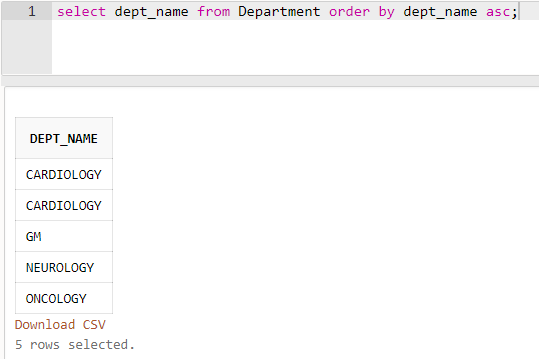 1 select dept_name from Department order by dept_name asc;
DEPT_NAME
CARDIOLOGY
CARDIOLOGY
GM
NEUROLOGY
ONCOLOGY
Download CSV
5 rows selected.